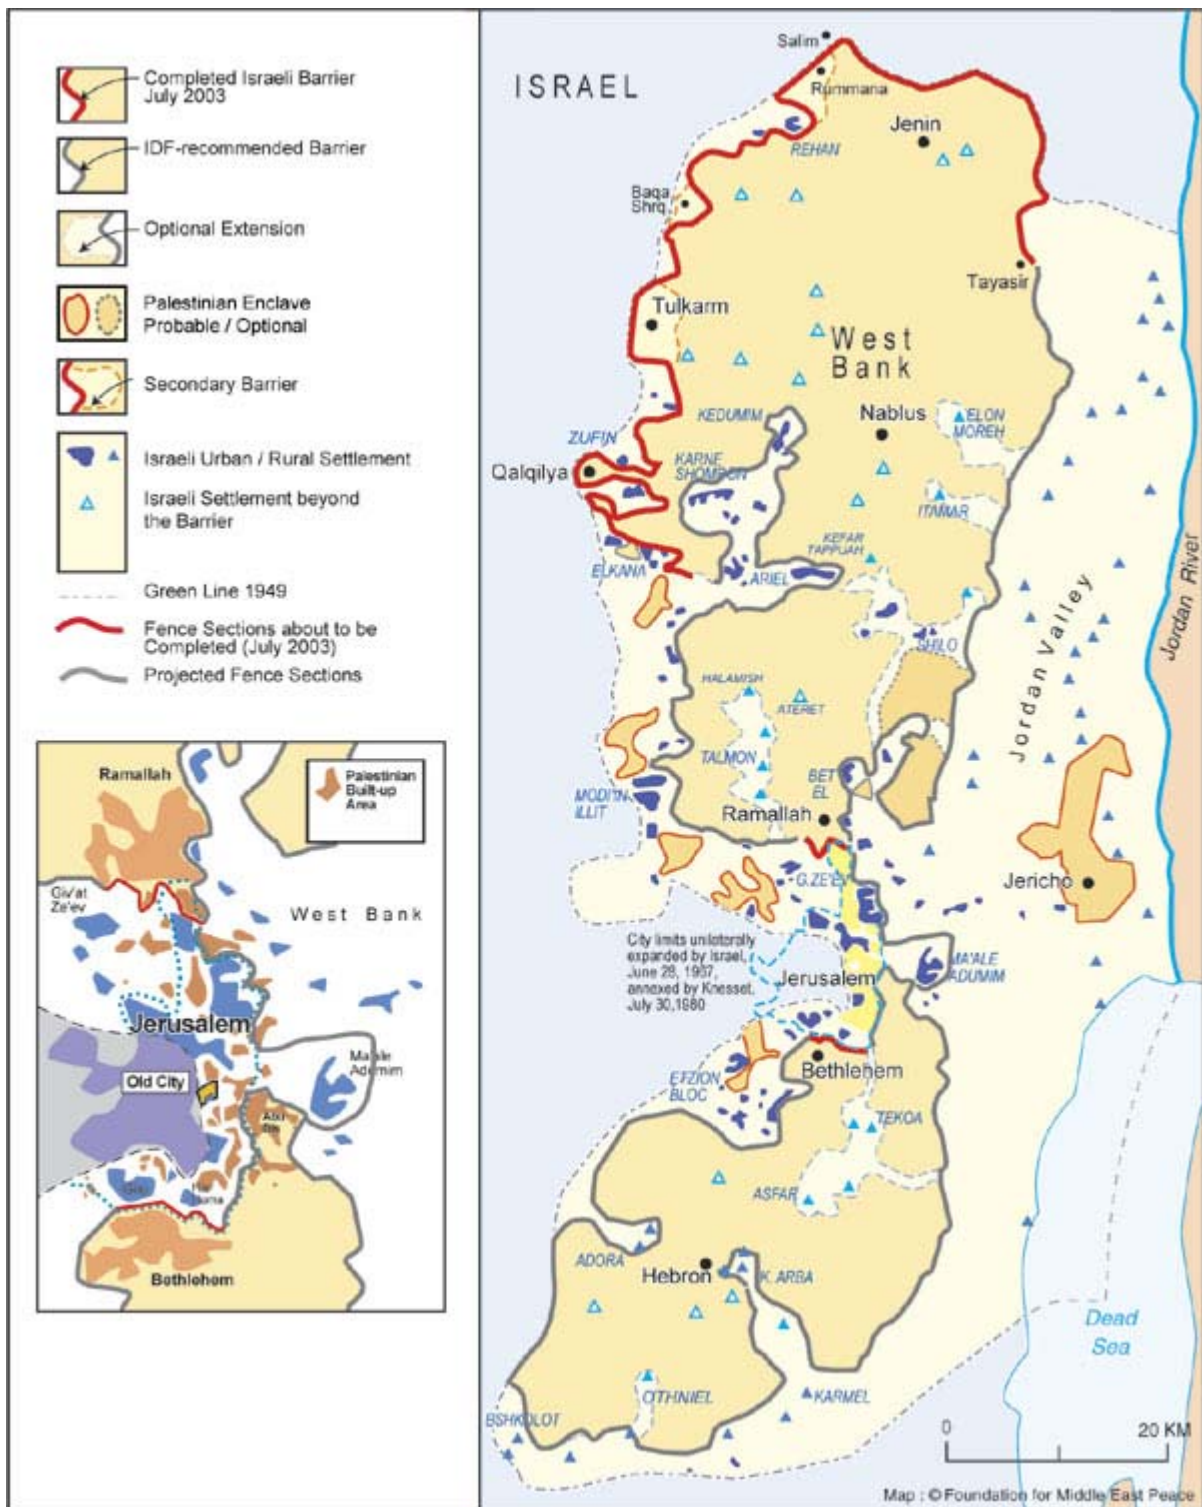 Completed Israeli Barrier
July 2003
IDF-recommended Barrier
Optional Extension
Palestinian Enclave
Probable / Optional
Secondary Barrier
Israeli Urban / Rural Settlement
Israeli Settlement beyond
the Barrier
Green Line 1949
Fence Sections about to be
Completed (July 2003)
Projected Fence Sections
Ramallah
Palestinian
Built-up
Area
Giv'at
Ze'ev
West Bank
Jerusalem
Ma'ale
Adumim
Old City
Abu
Dis
Gilo
Har
Homa
Bethlehem
ISRAEL
Salim
Rummana
Jenin
REHAN
Baqa
Shrq.
Tayasir
Tulkarm
West
Bank
KEDUMIM
Nablus
ELON
MOREH
ZUFIN
KARNE
SHOMRON
Qalqilya
ITAMAR
KEFAR
TAPPUAH
ELKANA
ARIEL
SHILO
Jordan Valley
Jordan River
HALAMISH
ATERET
TALMON
BET
EL
MODI'IN
ILLIT
Ramallah
G.ZE'EV
Jericho
City limits unilaterally
expanded by Israel,
June 28, 1967,
annexed by Knesset,
July 30,1980
Jerusalem
MA'ALE
ADUMIM
ETZION
BLOC
Bethlehem
TEKOA
ASFAR
ADORA
Hebron
K. ARBA
Dead
Sea
OTHNIEL
KARMEL
BSHKOLOT
0
20 KM
Map : © Foundation for Middle East Peace